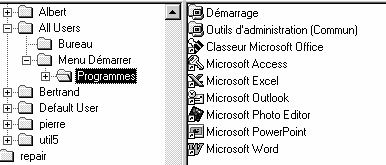 Albert
All Users
Bureau
Menu Démarrer
Programmes
Bertrand
Default User
pierre
util5
repair
Démarrage
Outils d'administration (Commun)
Classeur Microsoft Office
Microsoft Access
Microsoft Excel
Microsoft Outlook
Microsoft Photo Editor
Microsoft PowerPoint
Microsoft Word